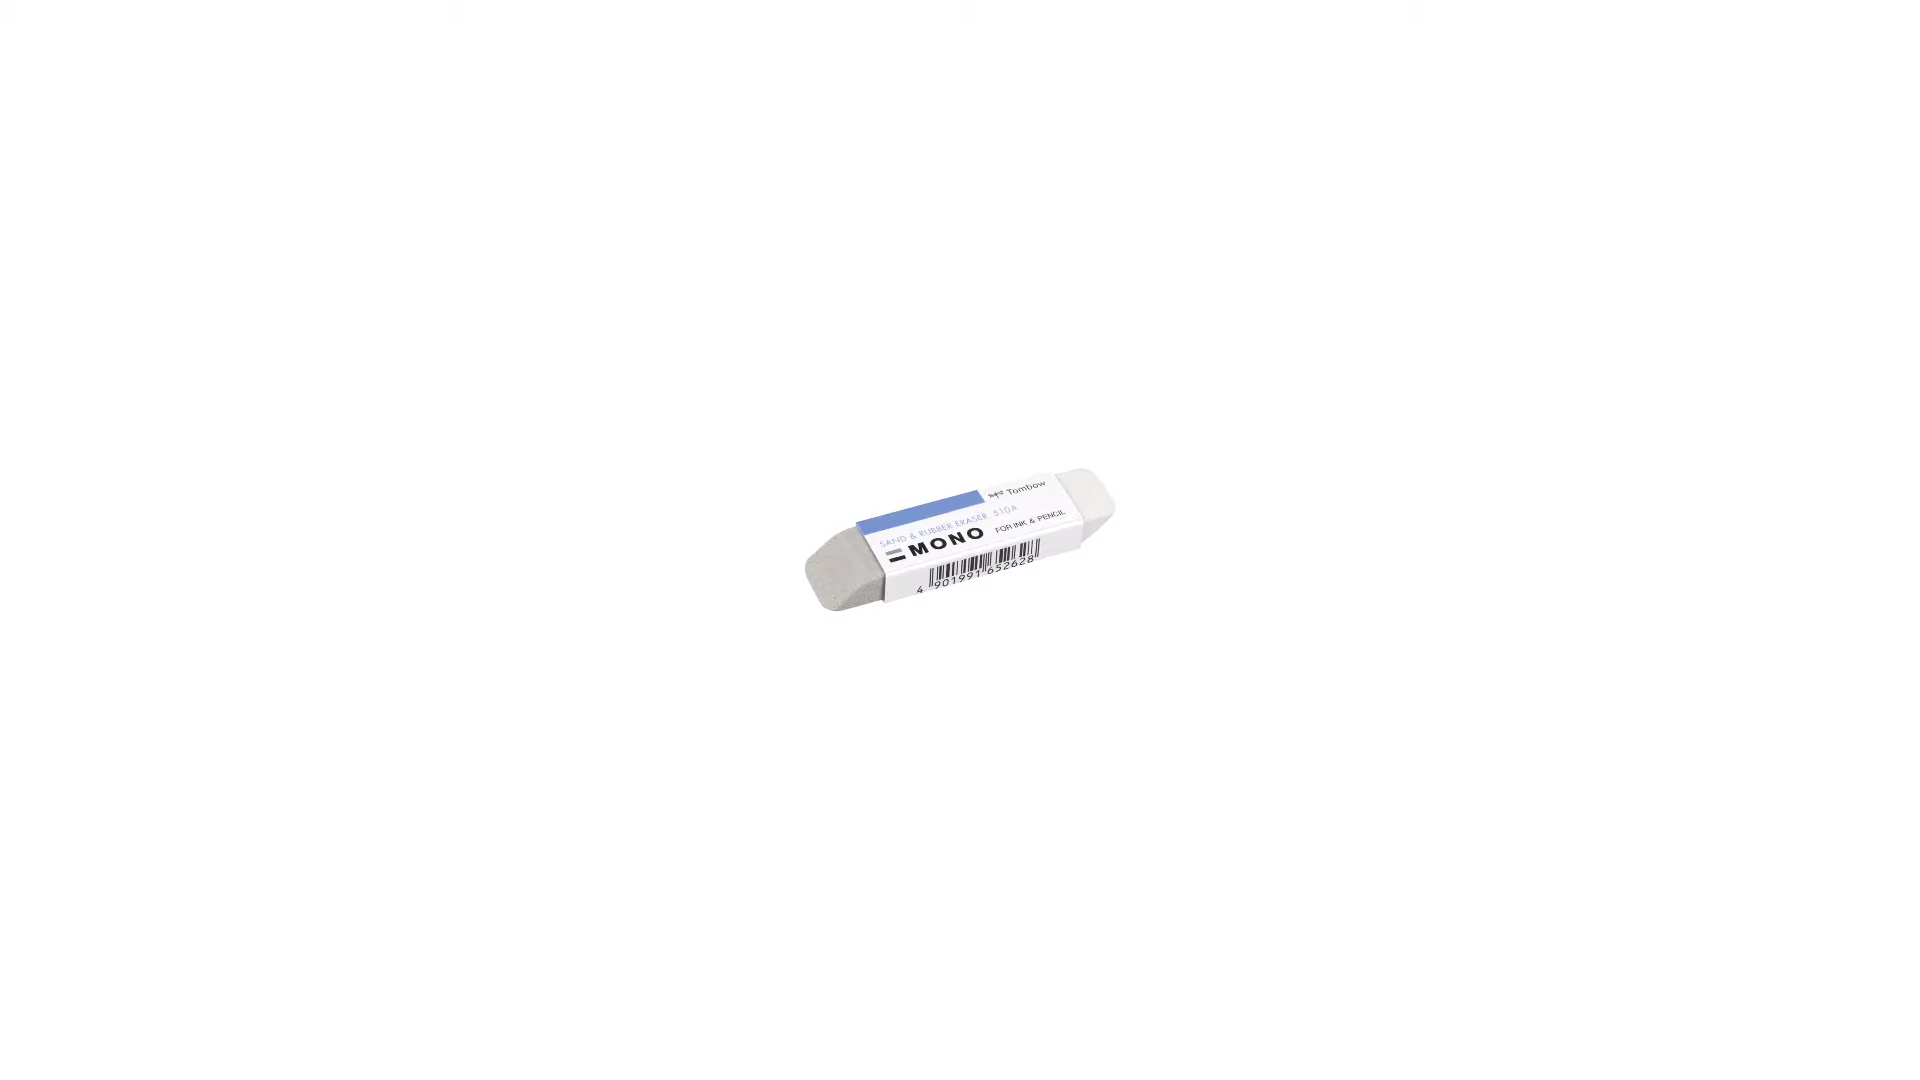 Tombow
SAND & RUBBER ERASER 510A
MONO FOR INK & PENCIL
4 901991 652628